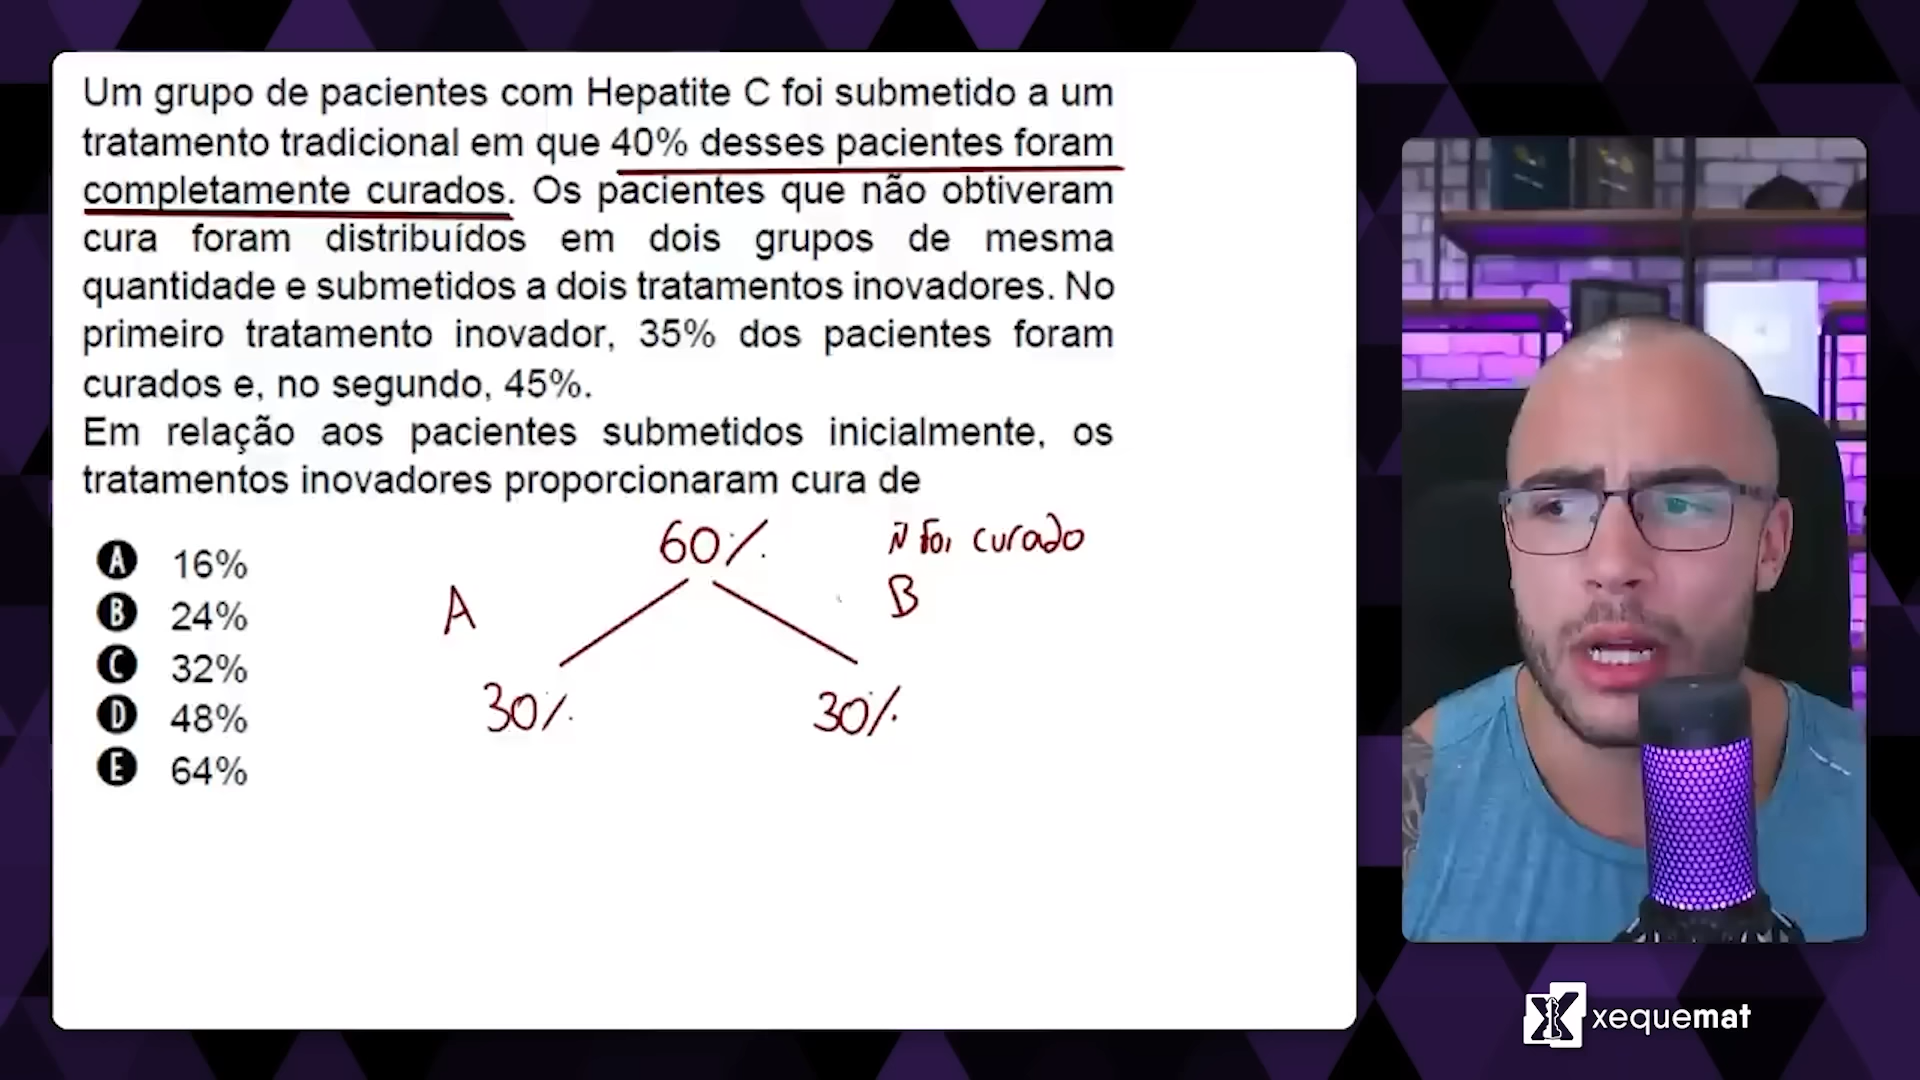 Um grupo de pacientes com Hepatite C foi submetido a um
tratamento tradicional em que 40% desses pacientes foram
completamente curados. Os pacientes que não obtiveram
cura foram distribuídos em dois grupos de mesma
quantidade e submetidos a dois tratamentos inovadores. No
primeiro tratamento inovador, 35% dos pacientes foram
curados e, no segundo, 45%.
Em relação aos pacientes submetidos inicialmente, os
tratamentos inovadores proporcionaram cura de
A 16%
B 24%
C 32%
D 48%
E 64%
60%
Ñ foi curado
A
B
30%
30%
xequemat